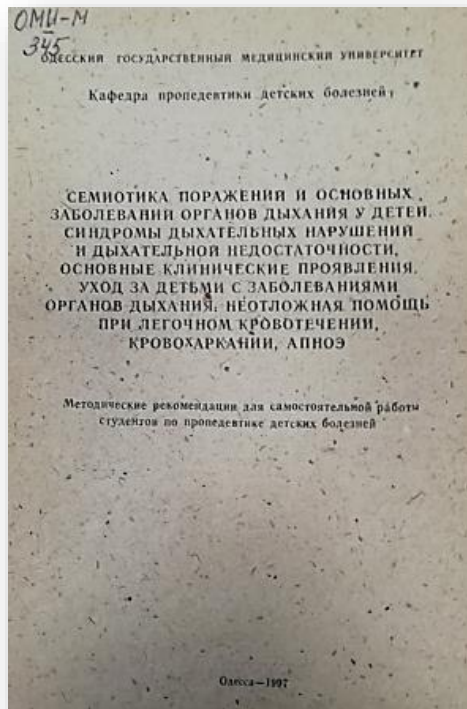 ОМИ-М
345
ОДЕССКИЙ ГОСУДАРСТВЕННЫЙ МЕДИЦИНСКИЙ УНИВЕРСИТЕТ
Кафедра пропедевтики детских болезней
СЕМИОТИКА ПОРАЖЕНИЙ И ОСНОВНЫХ
ЗАБОЛЕВАНИЙ ОРГАНОВ ДЫХАНИЯ У ДЕТЕЙ.
СИНДРОМЫ ДЫХАТЕЛЬНЫХ НАРУШЕНИЙ
И ДЫХАТЕЛЬНОЙ НЕДОСТАТОЧНОСТИ,
ОСНОВНЫЕ КЛИНИЧЕСКИЕ ПРОЯВЛЕНИЯ.
УХОД ЗА ДЕТЬМИ С ЗАБОЛЕВАНИЯМИ
ОРГАНОВ ДЫХАНИЯ. НЕОТЛОЖНАЯ ПОМОЩЬ
ПРИ ЛЕГОЧНОМ КРОВОТЕЧЕНИИ,
КРОВОХАРКАНИИ, АПНОЭ
Методические рекомендации для самостоятельной работы
студентов по пропедевтике детских болезней
Одесса—1997